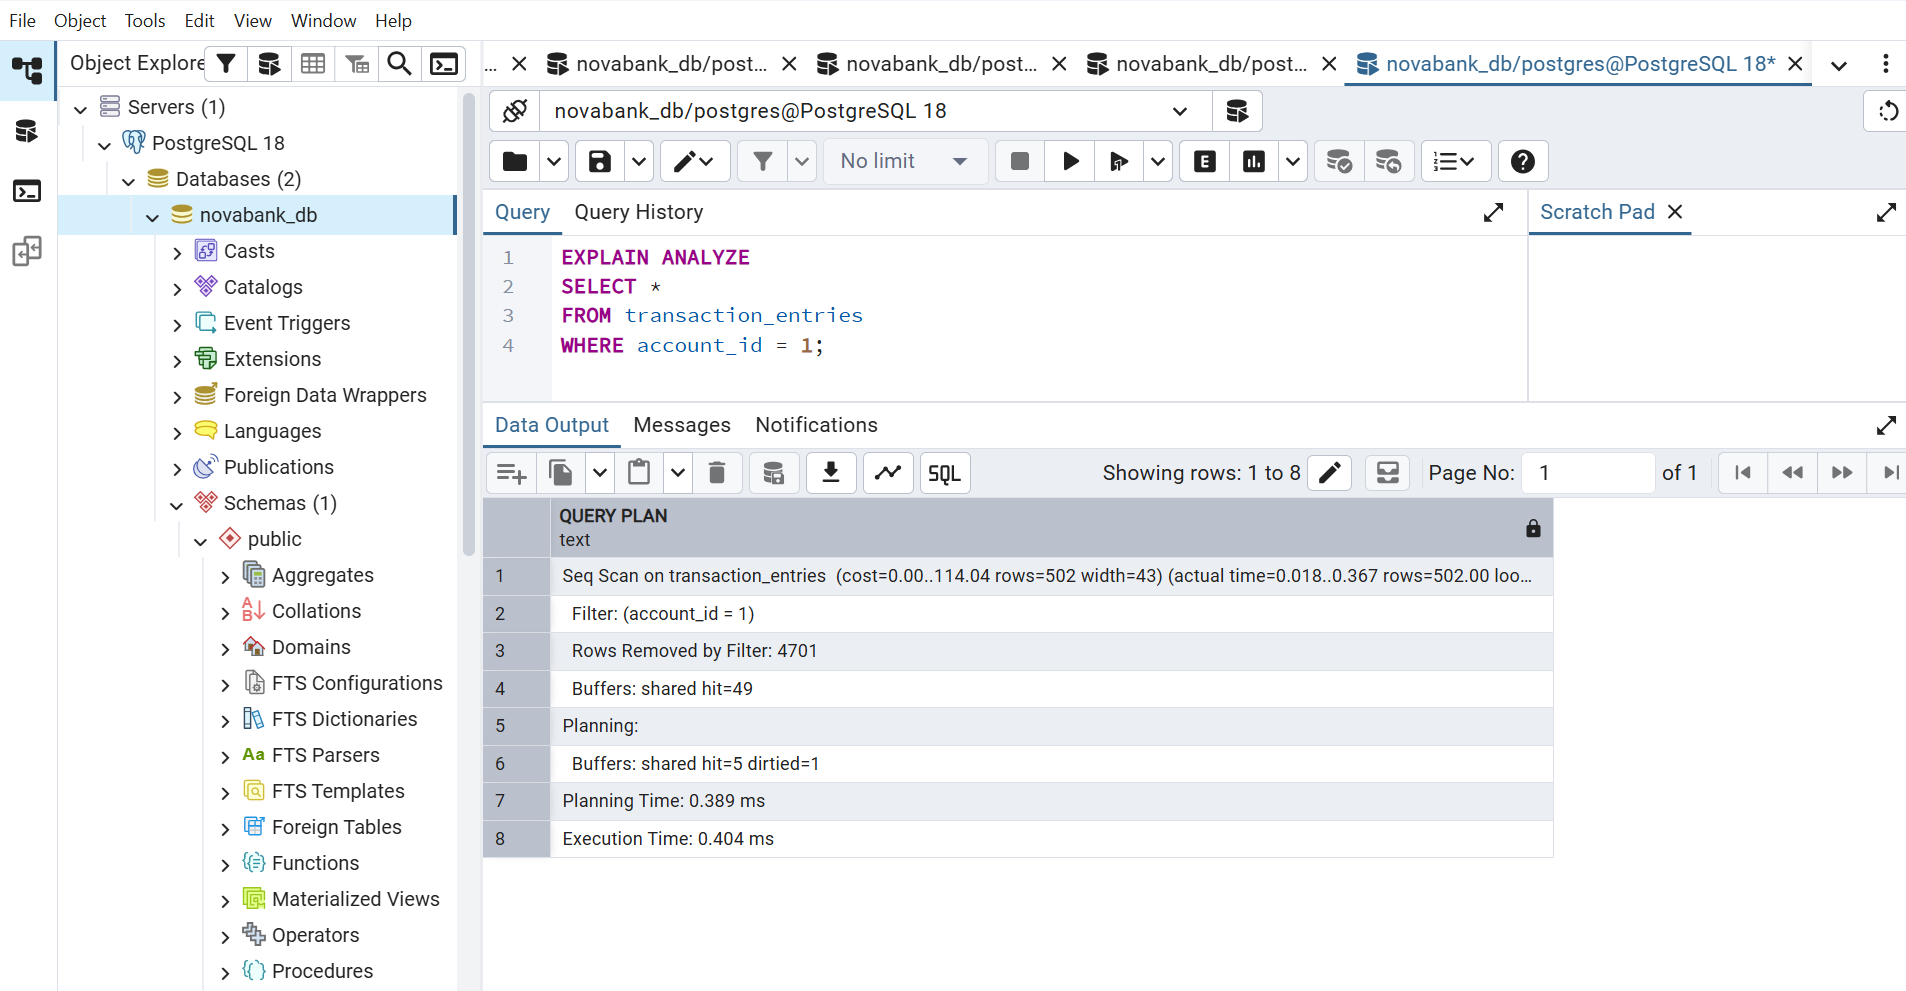 File Object Tools Edit View Window Help
Object Explore
... novabank_db/post... novabank_db/post... novabank_db/post... novabank_db/postgres@PostgreSQL 18*
Servers (1)
PostgreSQL 18
Databases (2)
novabank_db
Casts
Catalogs
Event Triggers
Extensions
Foreign Data Wrappers
Languages
Publications
Schemas (1)
public
Aggregates
Collations
Domains
FTS Configurations
FTS Dictionaries
Aa FTS Parsers
FTS Templates
Foreign Tables
Functions
Materialized Views
Operators
Procedures
novabank_db/postgres@PostgreSQL 18
No limit
E
Query Query History
Scratch Pad
1 EXPLAIN ANALYZE
2 SELECT *
3 FROM transaction_entries
4 WHERE account_id = 1;
Data Output Messages Notifications
SQL Showing rows: 1 to 8 Page No: 1 of 1
QUERY PLAN
text
1 Seq Scan on transaction_entries (cost=0.00..114.04 rows=502 width=43) (actual time=0.018..0.367 rows=502.00 loo...
2 Filter: (account_id = 1)
3 Rows Removed by Filter: 4701
4 Buffers: shared hit=49
5 Planning:
6 Buffers: shared hit=5 dirtied=1
7 Planning Time: 0.389 ms
8 Execution Time: 0.404 ms